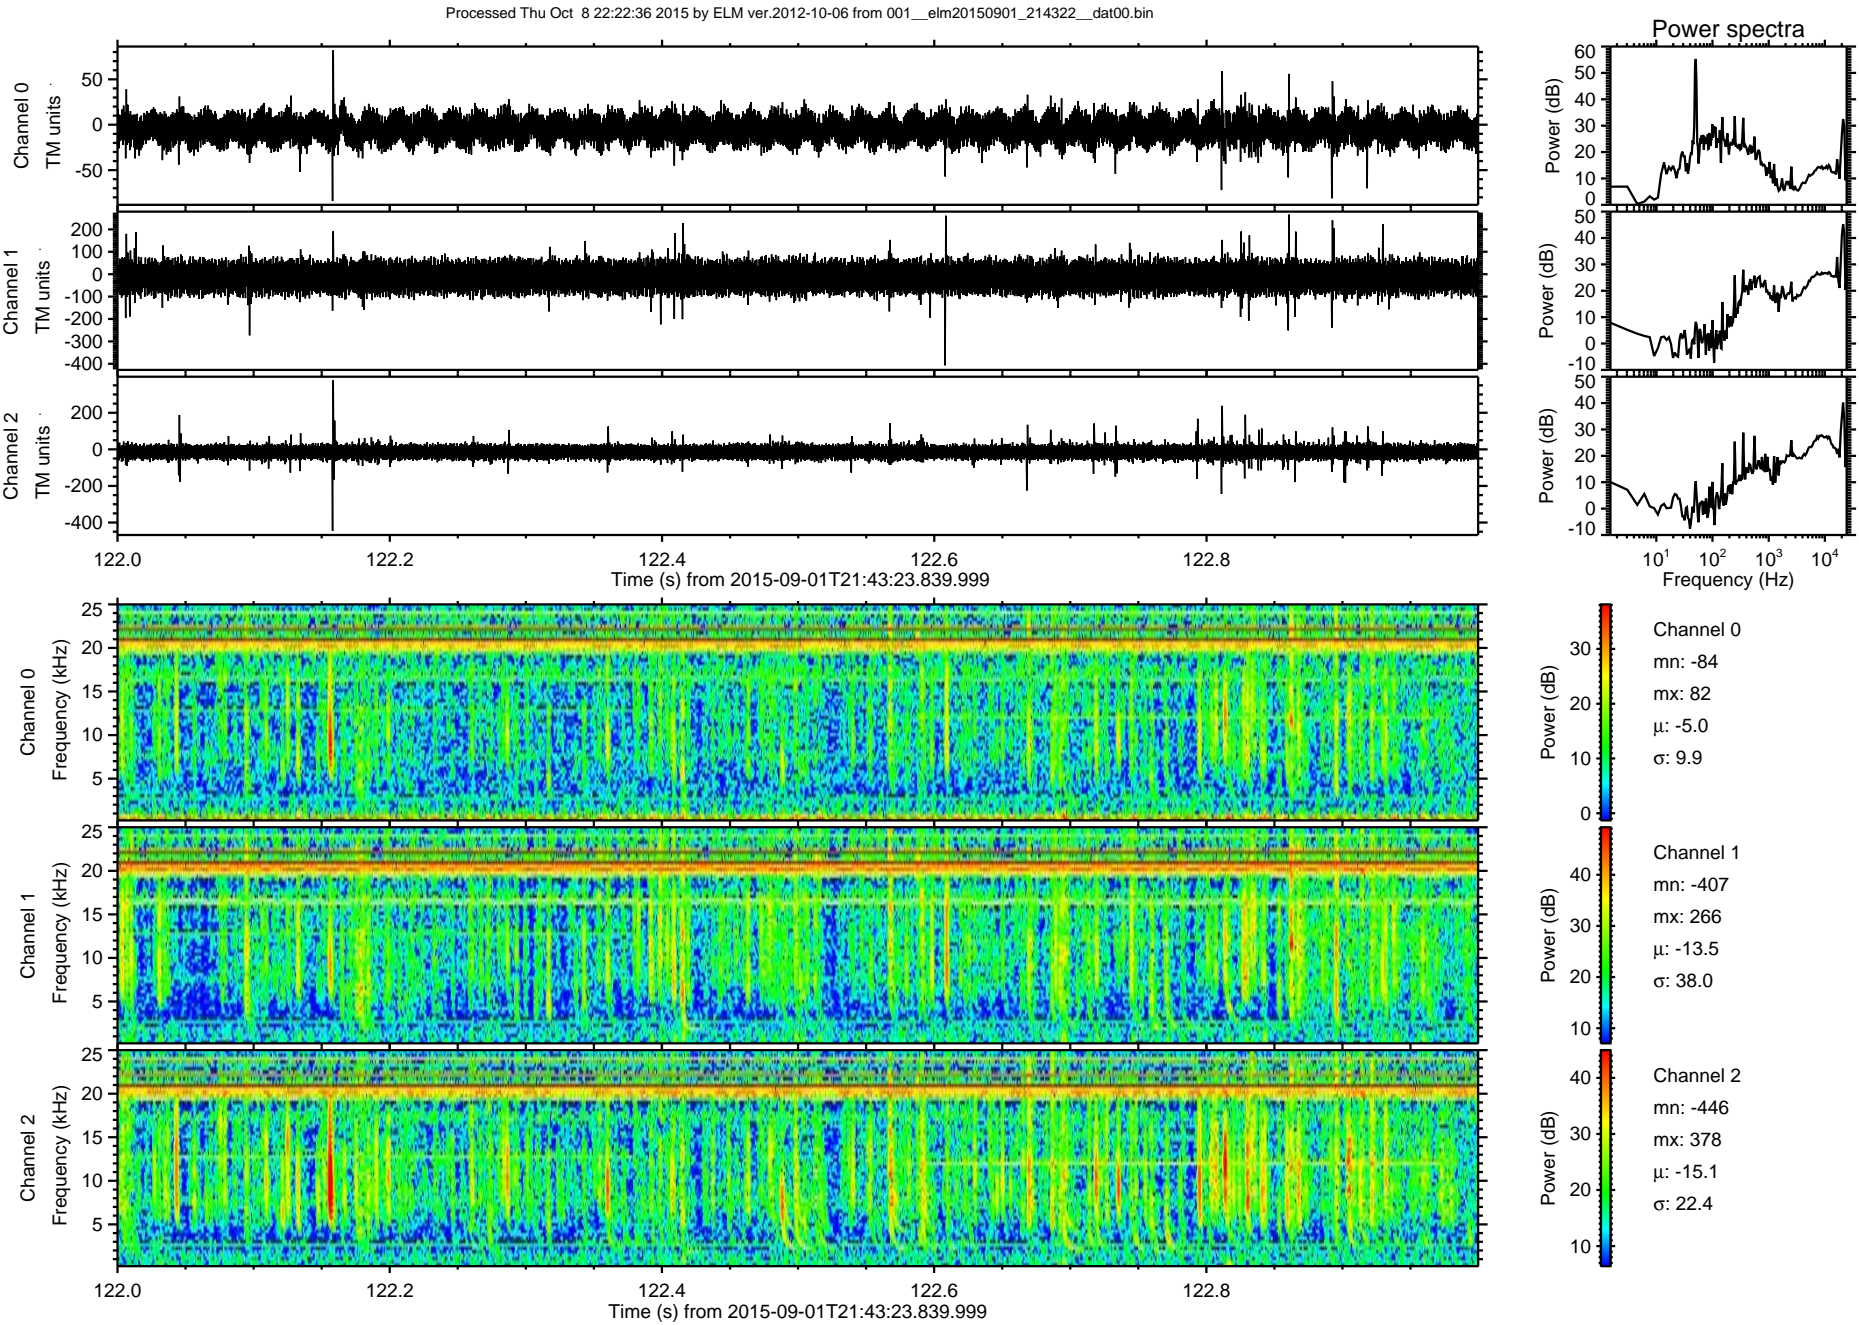 Processed Thu Oct  8 22:22:36 2015 by ELM ver.2012-10-06 from 001__elm20150901_214322__dat00.bin
Power spectra
Channel 0
TM units
50
0
-50
Power (dB)
60
50
40
30
20
10
0
Channel 1
TM units
200
100
0
-100
-200
-300
-400
Power (dB)
50
40
30
20
10
0
-10
Channel 2
TM units
200
0
-200
-400
Power (dB)
50
40
30
20
10
0
-10
122.0 122.2 122.4 122.6 122.8
Time (s) from 2015-09-01T21:43:23.839.999
10¹ 10² 10³ 10⁴
Frequency (Hz)
Channel 0
Frequency (kHz)
25
20
15
10
5
Power (dB)
30
20
10
0
Channel 0
mn: -84
mx: 82
μ: -5.0
σ: 9.9
Channel 1
Frequency (kHz)
25
20
15
10
5
Power (dB)
40
30
20
10
Channel 1
mn: -407
mx: 266
μ: -13.5
σ: 38.0
Channel 2
Frequency (kHz)
25
20
15
10
5
Power (dB)
40
30
20
10
Channel 2
mn: -446
mx: 378
μ: -15.1
σ: 22.4
122.0 122.2 122.4 122.6 122.8
Time (s) from 2015-09-01T21:43:23.839.999